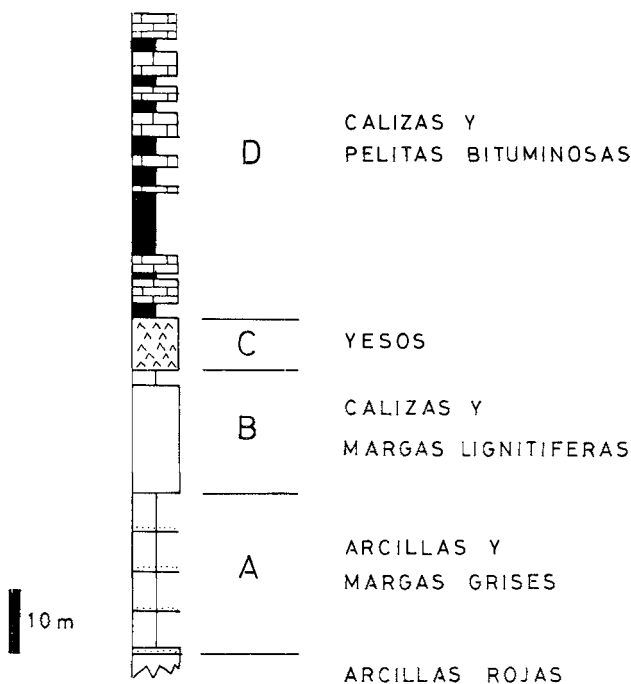 D
CALIZAS Y
PELITAS BITUMINOSAS
C
YESOS
B
CALIZAS Y
MARGAS LIGNITIFERAS
A
ARCILLAS Y
MARGAS GRISES
10 m
ARCILLAS ROJAS